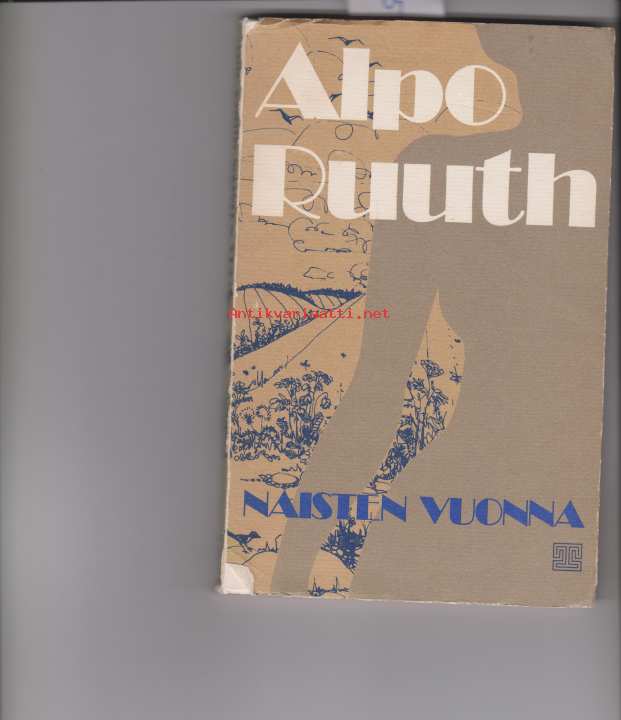 Alpo
Ruuth
Antikvariaatti.net
NAISTEN VUONNA